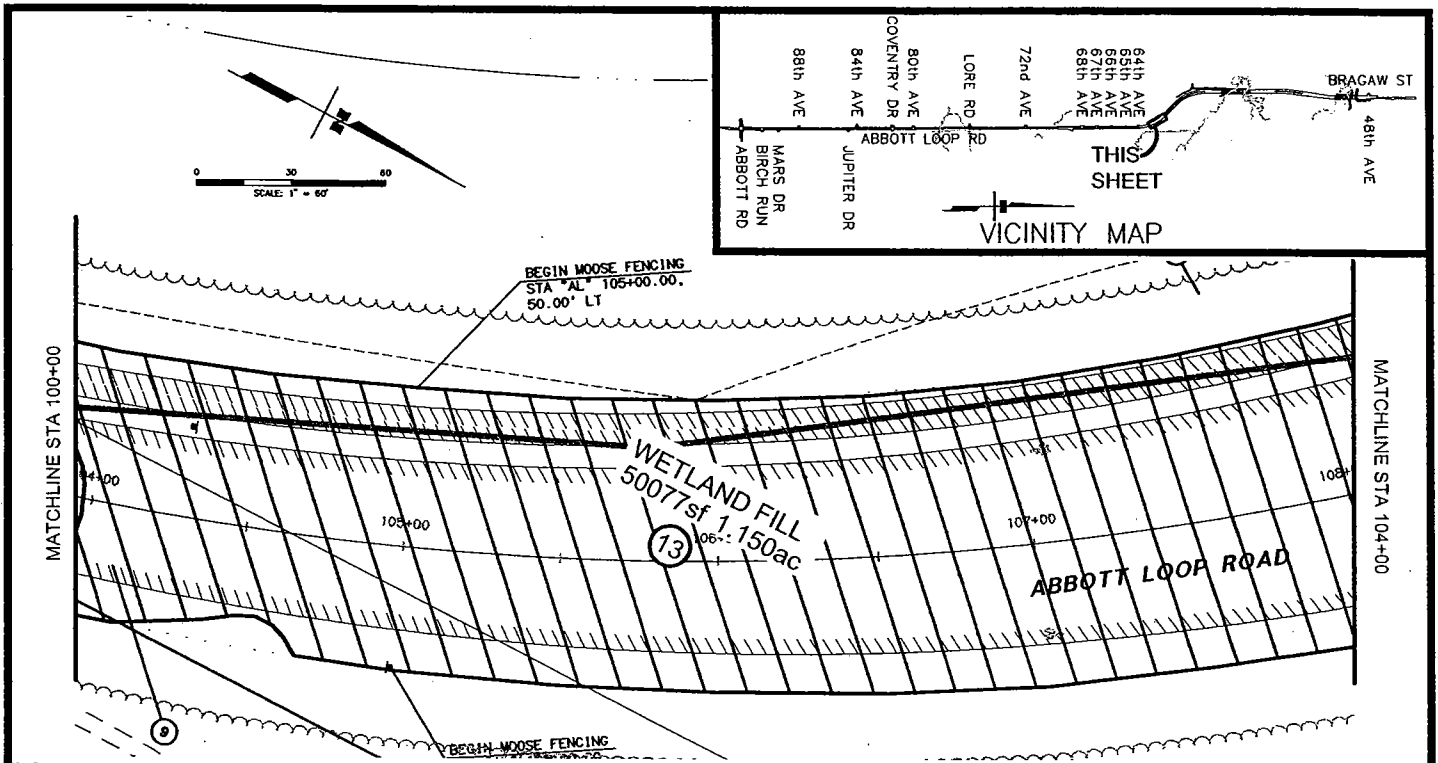 88th AVE
84th AVE
COVENTRY DR
80th AVE
LORE RD
72nd AVE
68th AVE
67th AVE
66th AVE
65th AVE
64th AVE
BRAGAW ST
48th AVE
ABBOTT LOOP RD
THIS
SHEET
ABBOTT RD
BIRCH RUN
MARS DR
JUPITER DR
VICINITY MAP
0 30 60
SCALE: 1" = 60'
BEGIN MOOSE FENCING
STA "AL" 105+00.00,
50.00' LT
MATCHLINE STA 100+00
MATCHLINE STA 104+00
105+00
WETLAND FILL
50077sf 1.150ac
13
107+00
ABBOTT LOOP ROAD
9
BEGIN MOOSE FENCING